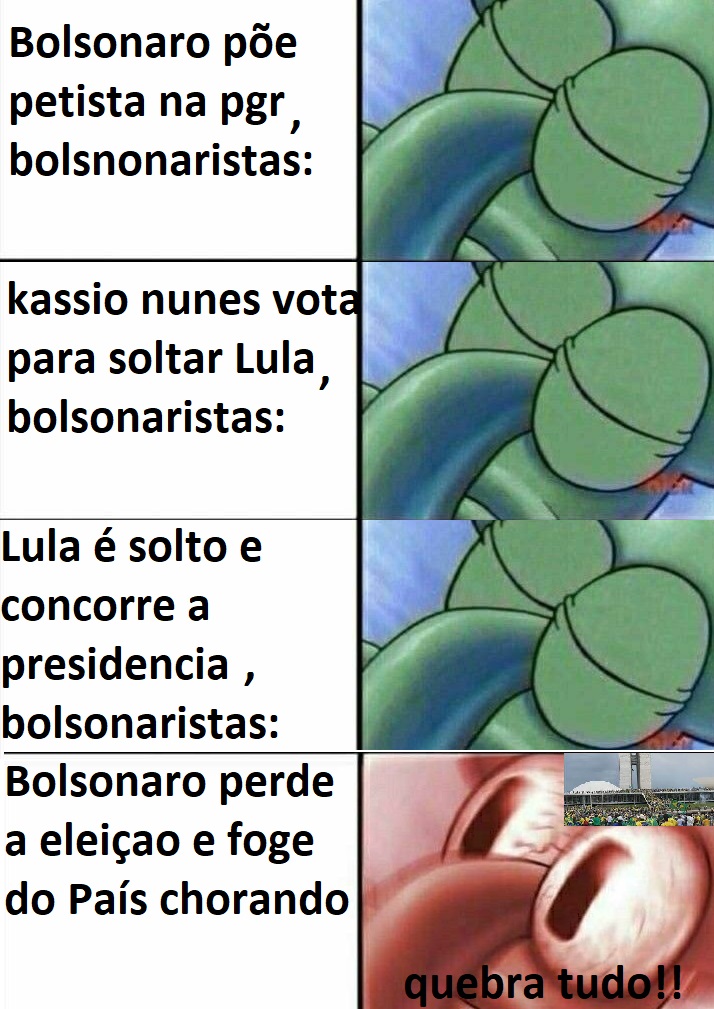 Bolsonaro põe
petista na pgr,
bolsnonaristas:
kassio nunes vota
para soltar Lula,
bolsonaristas:
Lula é solto e
concorre a
presidencia ,
bolsonaristas:
Bolsonaro perde
a eleiçao e foge
do País chorando
quebra tudo!!